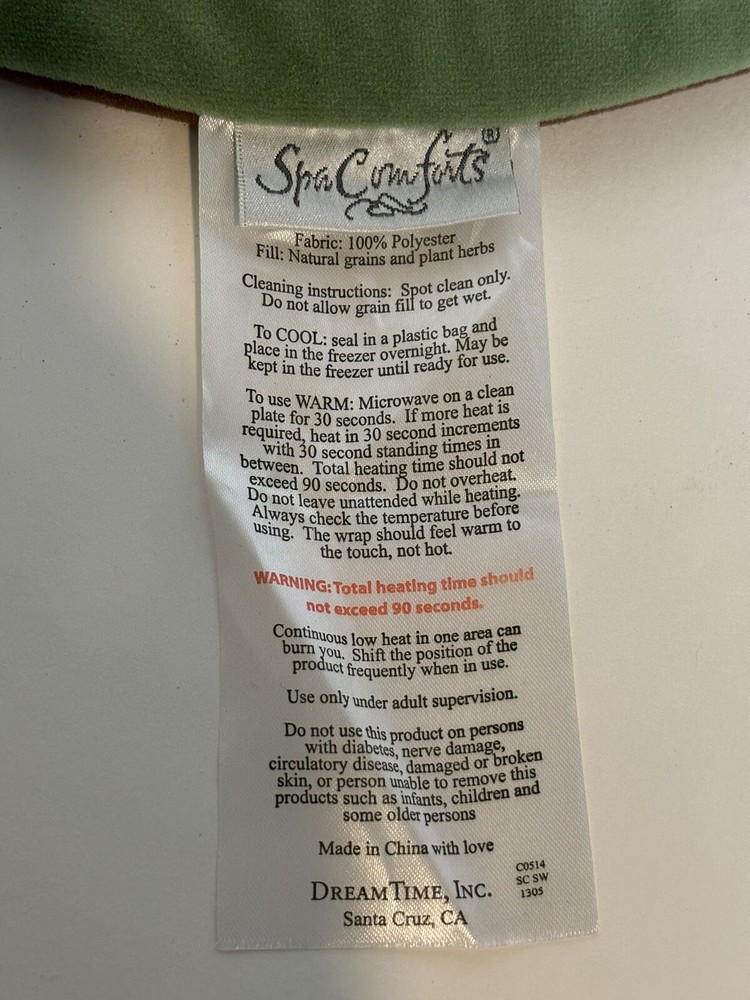 Spa Comforts®
Fabric: 100% Polyester
Fill: Natural grains and plant herbs
Cleaning instructions: Spot clean only.
Do not allow grain fill to get wet.
To COOL: seal in a plastic bag and
place in the freezer overnight. May be
kept in the freezer until ready for use.
To use WARM: Microwave on a clean
plate for 30 seconds. If more heat is
required, heat in 30 second increments
with 30 second standing times in
between. Total heating time should not
exceed 90 seconds. Do not overheat.
Do not leave unattended while heating.
Always check the temperature before
using. The wrap should feel warm to
the touch, not hot.
WARNING: Total heating time should
not exceed 90 seconds.
Continuous low heat in one area can
burn you. Shift the position of the
product frequently when in use.
Use only under adult supervision.
Do not use this product on persons
with diabetes, nerve damage,
circulatory disease, damaged or broken
skin, or person unable to remove this
products such as infants, children and
some older persons
Made in China with love
DREAMTIME, INC.
Santa Cruz, CA
C0514
SC SW
1305